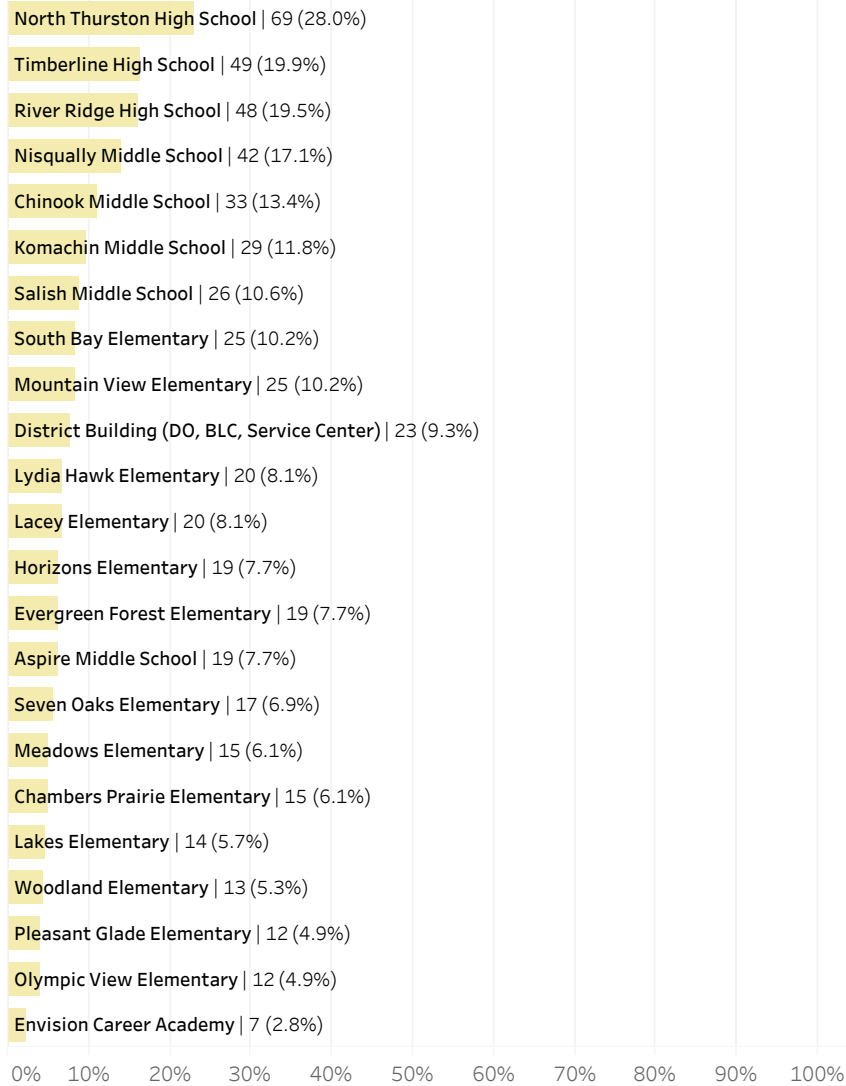 North Thurston High School | 69 (28.0%)
Timberline High School | 49 (19.9%)
River Ridge High School | 48 (19.5%)
Nisqually Middle School | 42 (17.1%)
Chinook Middle School | 33 (13.4%)
Komachin Middle School | 29 (11.8%)
Salish Middle School | 26 (10.6%)
South Bay Elementary | 25 (10.2%)
Mountain View Elementary | 25 (10.2%)
District Building (DO, BLC, Service Center) | 23 (9.3%)
Lydia Hawk Elementary | 20 (8.1%)
Lacey Elementary | 20 (8.1%)
Horizons Elementary | 19 (7.7%)
Evergreen Forest Elementary | 19 (7.7%)
Aspire Middle School | 19 (7.7%)
Seven Oaks Elementary | 17 (6.9%)
Meadows Elementary | 15 (6.1%)
Chambers Prairie Elementary | 15 (6.1%)
Lakes Elementary | 14 (5.7%)
Woodland Elementary | 13 (5.3%)
Pleasant Glade Elementary | 12 (4.9%)
Olympic View Elementary | 12 (4.9%)
Envision Career Academy | 7 (2.8%)
0% 10% 20% 30% 40% 50% 60% 70% 80% 90% 100%